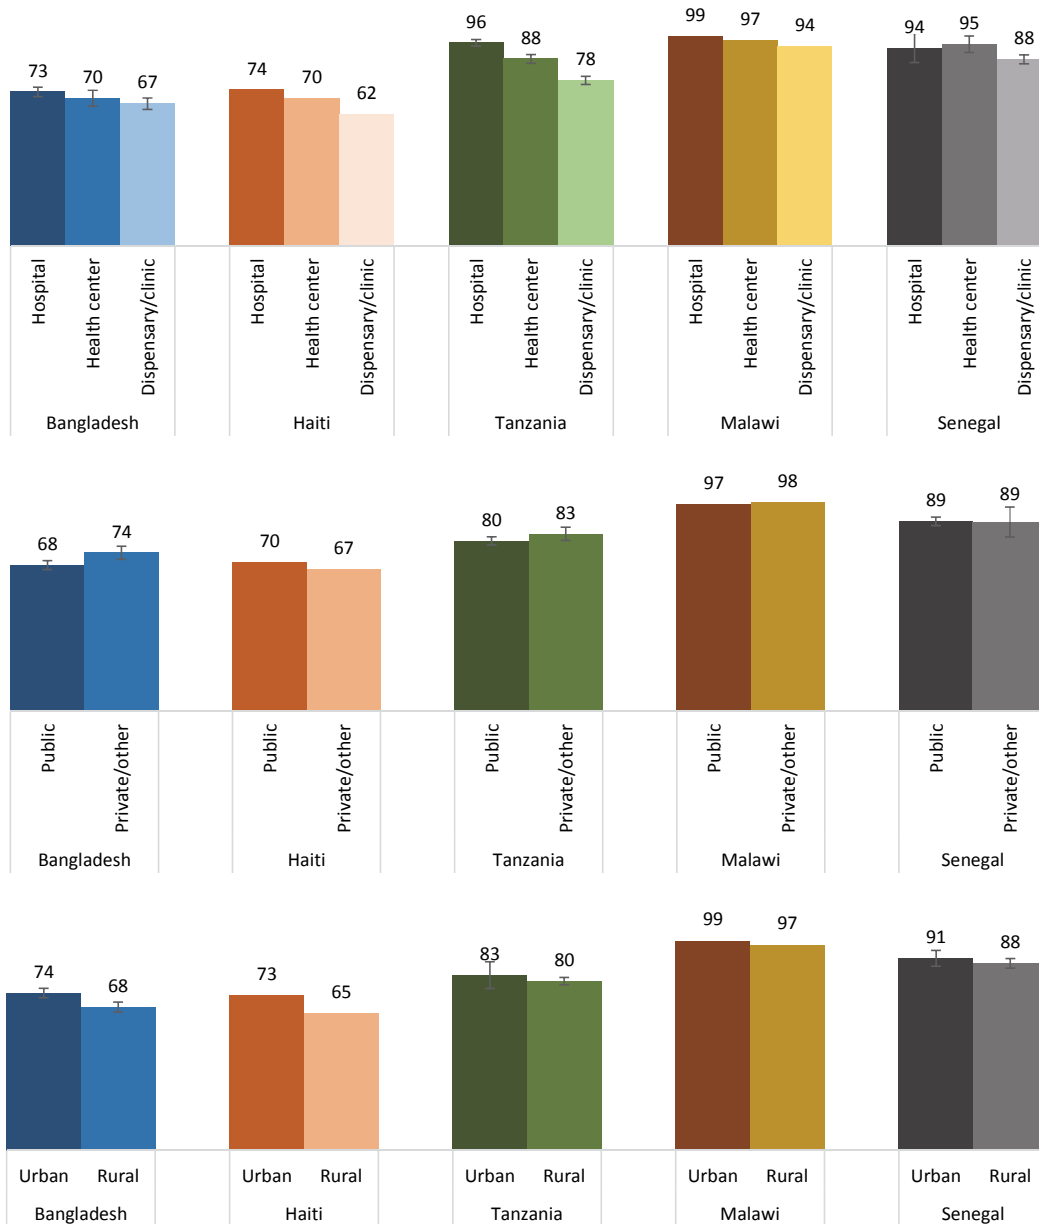 73 70 67 74 70 62 96 88 78 99 97 94 94 95 88
Hospital Health center Dispensary/clinic Hospital Health center Dispensary/clinic Hospital Health center Dispensary/clinic Hospital Health center Dispensary/clinic Hospital Health center Dispensary/clinic
Bangladesh Haiti Tanzania Malawi Senegal
68 74 70 67 80 83 97 98 89 89
Public Private/other Public Private/other Public Private/other Public Private/other Public Private/other
Bangladesh Haiti Tanzania Malawi Senegal
74 68 73 65 83 80 99 97 91 88
Urban Rural Urban Rural Urban Rural Urban Rural Urban Rural
Bangladesh Haiti Tanzania Malawi Senegal